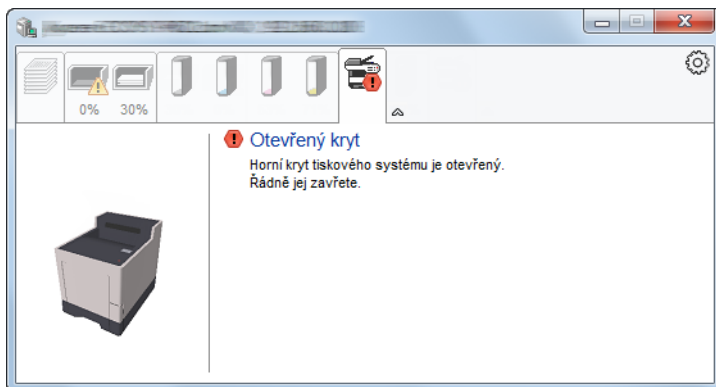 0% 30%
Otevřený kryt
Horní kryt tiskového systému je otevřený.
Řádně jej zavřete.